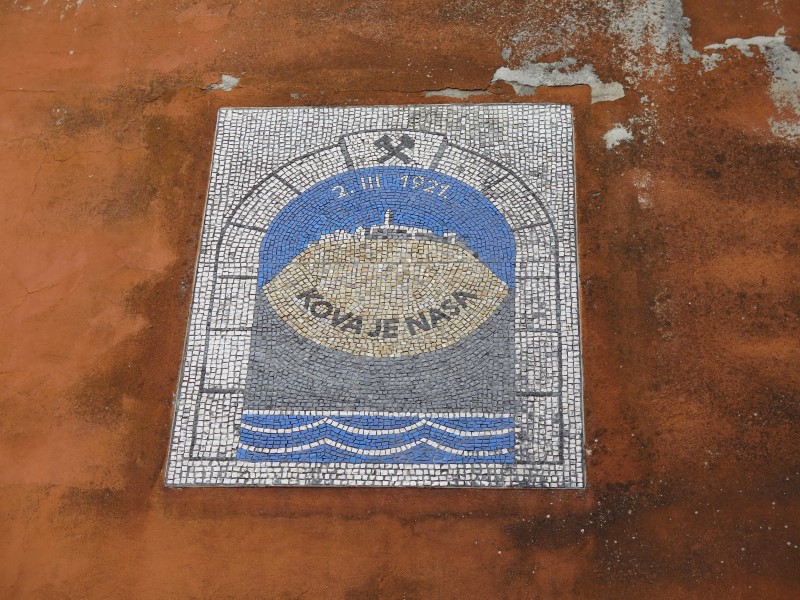 2. III 1921.
KOVA JE NAŠA